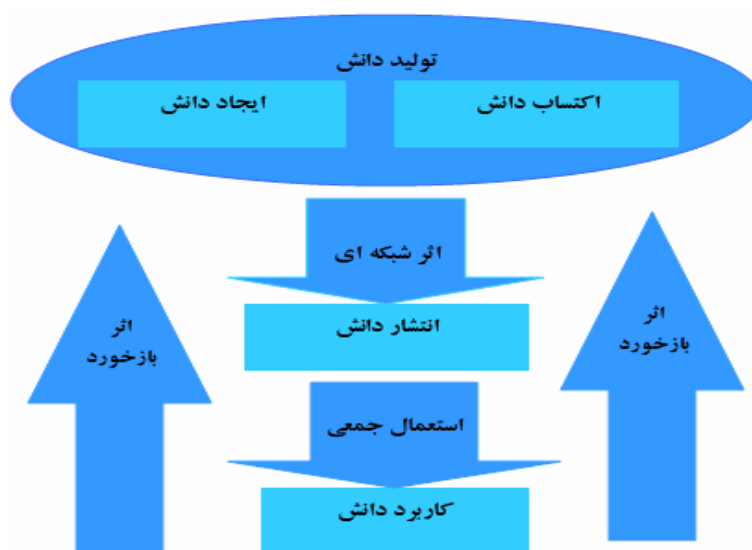 تولید دانش
اکتساب دانش
ایجاد دانش
اثر شبکه ای
انتشار دانش
اثر
بازخورد
اثر
بازخورد
استعمال جمعی
کاربرد دانش